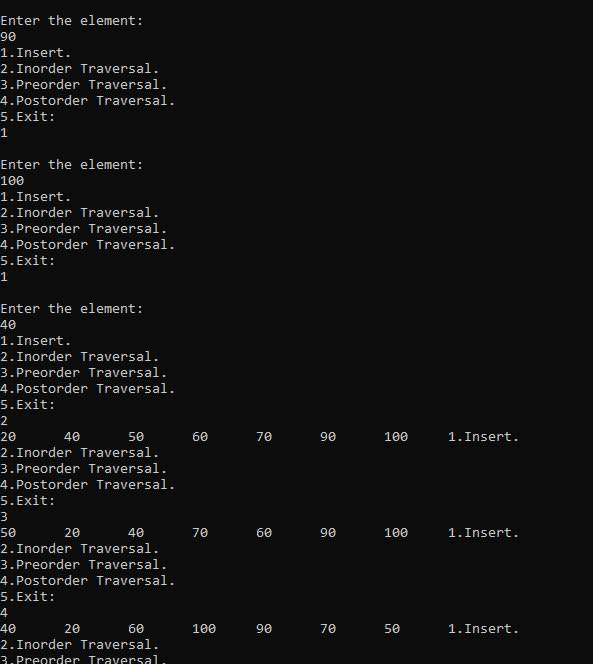 Enter the element:
90
1.Insert.
2.Inorder Traversal.
3.Preorder Traversal.
4.Postorder Traversal.
5.Exit:
1
Enter the element:
100
1.Insert.
2.Inorder Traversal.
3.Preorder Traversal.
4.Postorder Traversal.
5.Exit:
1
Enter the element:
40
1.Insert.
2.Inorder Traversal.
3.Preorder Traversal.
4.Postorder Traversal.
5.Exit:
2
20 40 50 60 70 90 100 1.Insert.
2.Inorder Traversal.
3.Preorder Traversal.
4.Postorder Traversal.
5.Exit:
3
50 20 40 70 60 90 100 1.Insert.
2.Inorder Traversal.
3.Preorder Traversal.
4.Postorder Traversal.
5.Exit:
4
40 20 60 100 90 70 50 1.Insert.
2.Inorder Traversal.
3.Preorder Traversal.